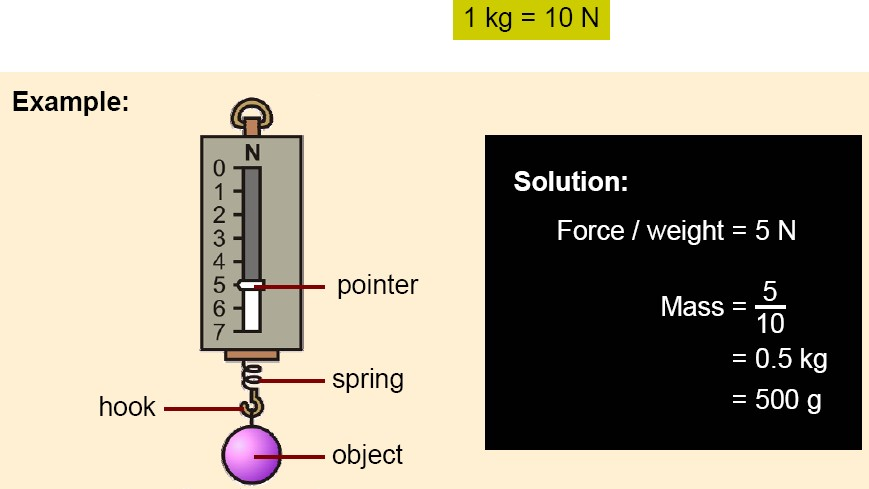 1 kg = 10 N
Example:
N
0
1
2
3
4
5
6
7
pointer
spring
hook
object
Solution:
Force / weight = 5 N
Mass = 5/10
= 0.5 kg
= 500 g